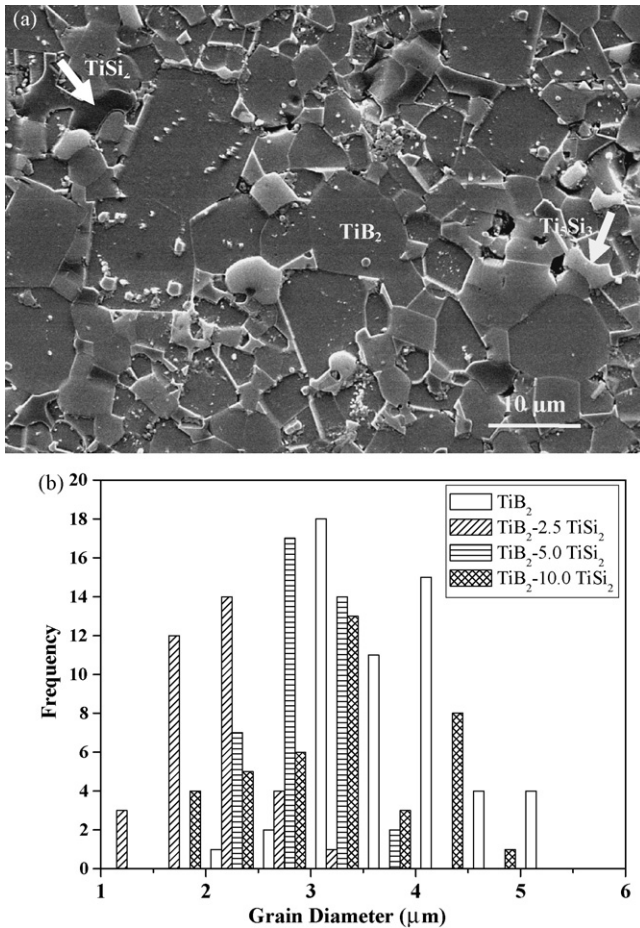 (a)
TiSi₂
TiB₂
Ti₅Si₃
10 μm
(b)
20
18
16
14
12
10
8
6
4
2
0
Frequency
TiB₂
TiB₂-2.5 TiSi₂
TiB₂-5.0 TiSi₂
TiB₂-10.0 TiSi₂
1 2 3 4 5 6
Grain Diameter (μm)